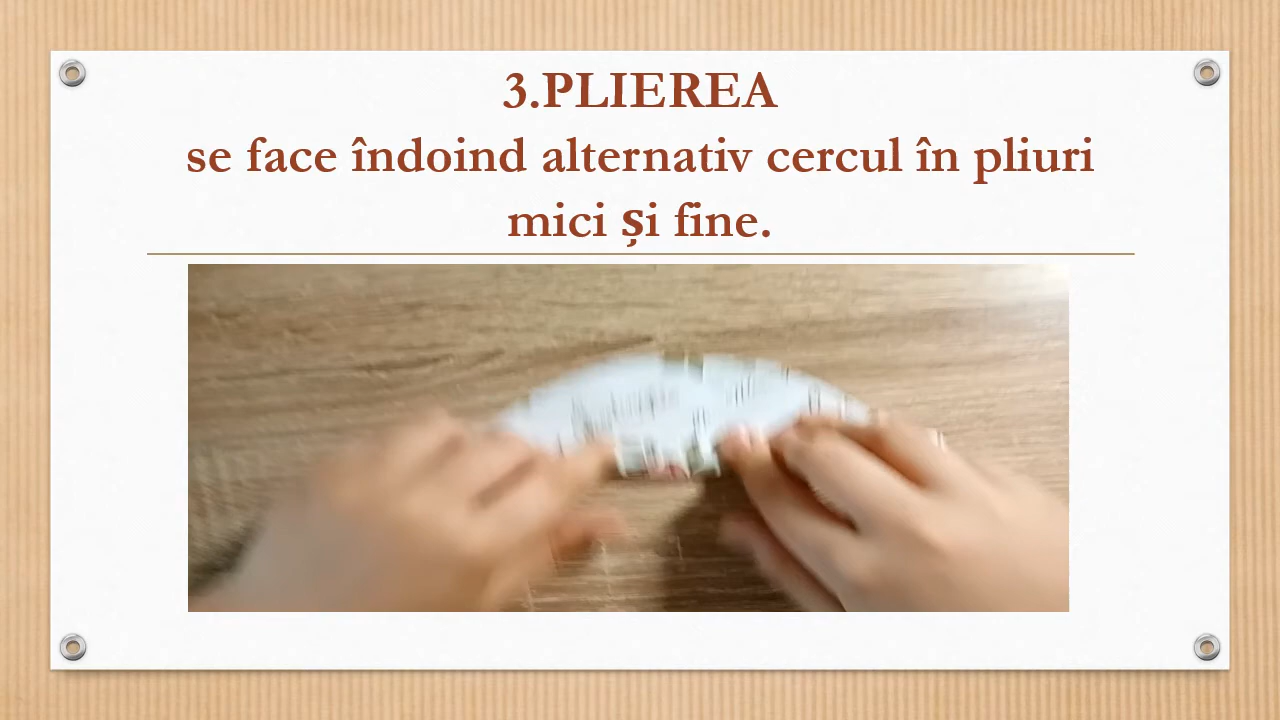 3.PLIEREA
se face îndoind alternativ cercul în pliuri
mici și fine.